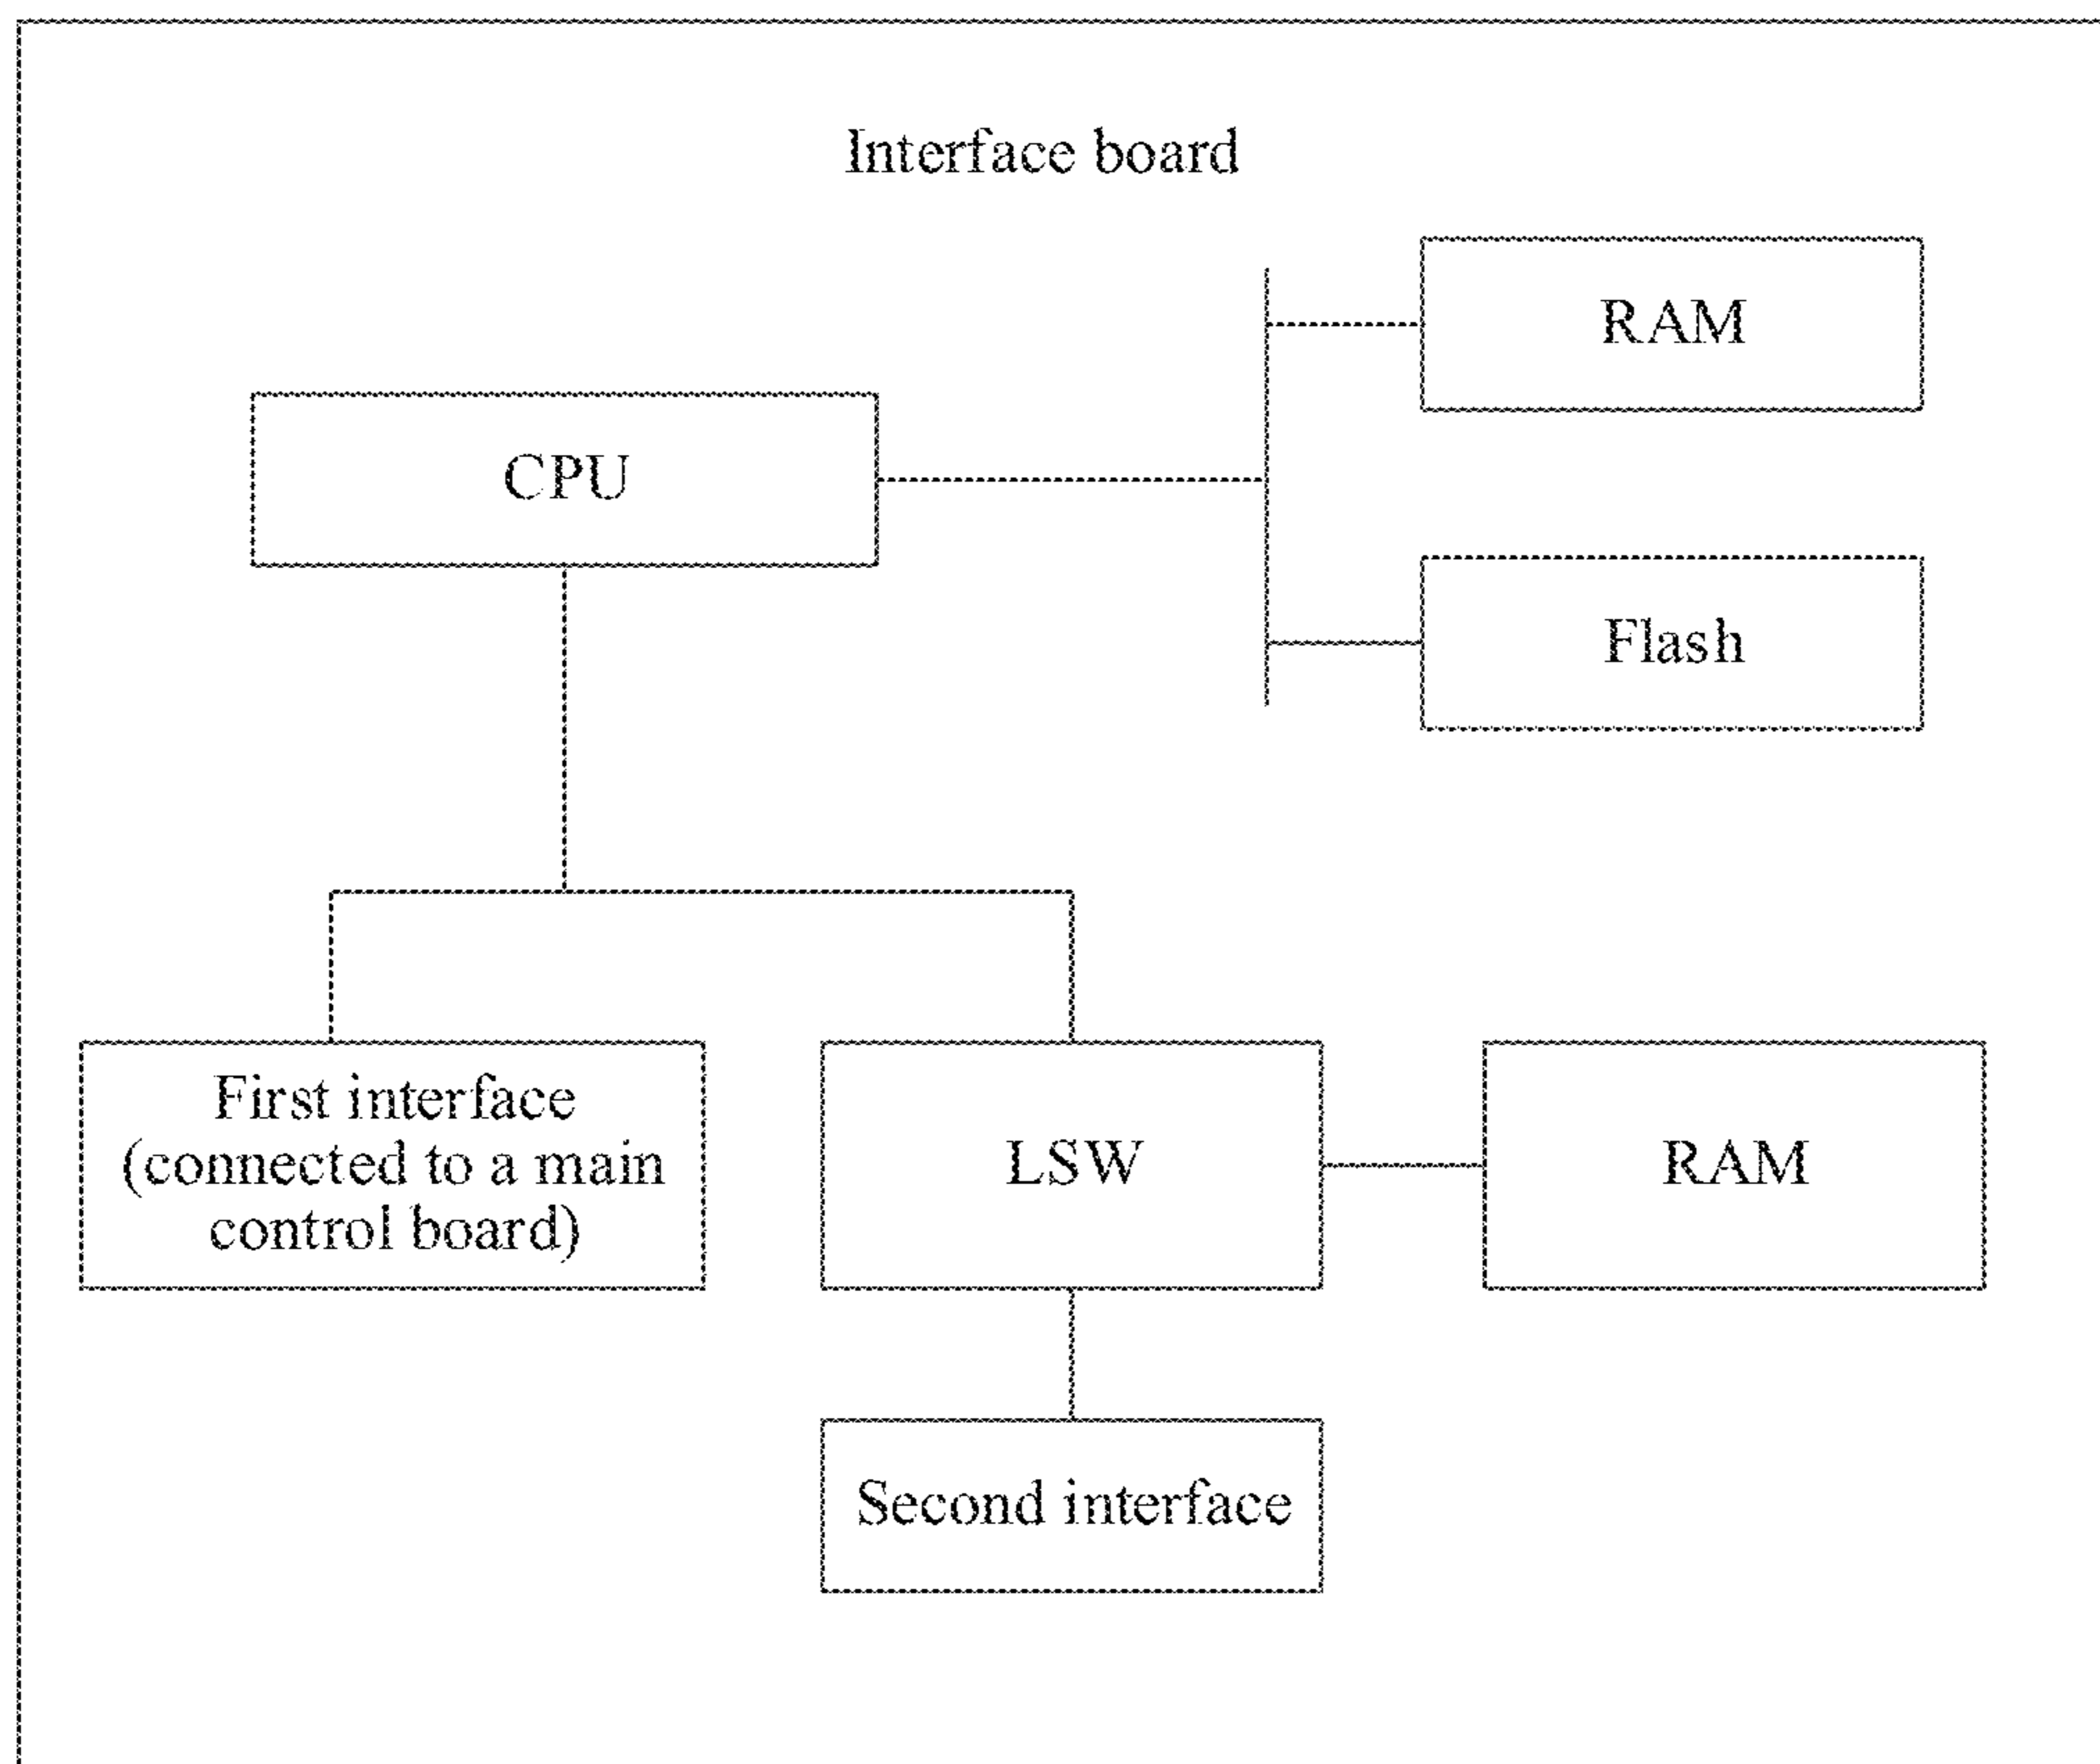 Interface board
RAM
CPU
Flash
First interface
(connected to a main
control board)
LSW
RAM
Second interface